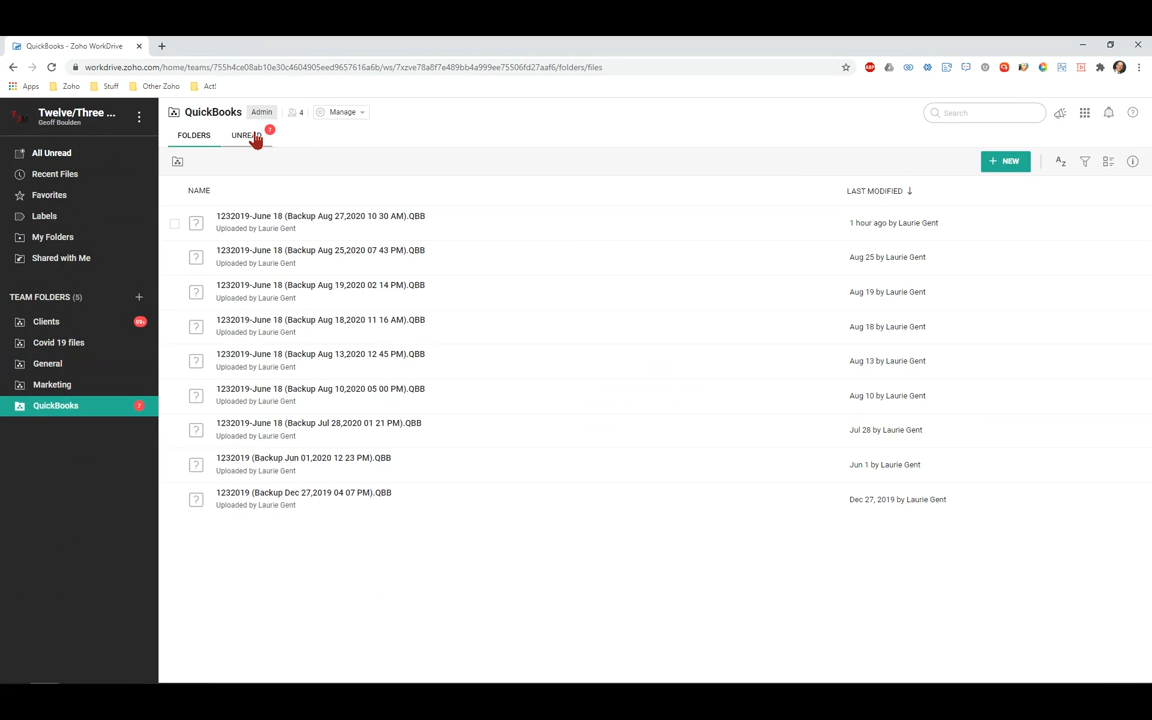 QuickBooks - Zoho WorkDrive
workdrive.zoho.com/home/teams/755h4ce08ab10e30c4604905eed9657616a6b/ws/7xzve78a8f7e489bb4a999ee75506fd27aaf6/folders/files
Apps Zoho Stuff Other Zoho Act!
Twelve/Three ...
Geoff Boulden
All Unread
Recent Files
Favorites
Labels
My Folders
Shared with Me
TEAM FOLDERS (5)
Clients 99+
Covid 19 files
General
Marketing
QuickBooks 7
QuickBooks Admin 4 Manage
Search
FOLDERS UNREAD 7
+ NEW
NAME LAST MODIFIED
1232019-June 18 (Backup Aug 27,2020 10 30 AM).QBB
Uploaded by Laurie Gent
1 hour ago by Laurie Gent
1232019-June 18 (Backup Aug 25,2020 07 43 PM).QBB
Uploaded by Laurie Gent
Aug 25 by Laurie Gent
1232019-June 18 (Backup Aug 19,2020 02 14 PM).QBB
Uploaded by Laurie Gent
Aug 19 by Laurie Gent
1232019-June 18 (Backup Aug 18,2020 11 16 AM).QBB
Uploaded by Laurie Gent
Aug 18 by Laurie Gent
1232019-June 18 (Backup Aug 13,2020 12 45 PM).QBB
Uploaded by Laurie Gent
Aug 13 by Laurie Gent
1232019-June 18 (Backup Aug 10,2020 05 00 PM).QBB
Uploaded by Laurie Gent
Aug 10 by Laurie Gent
1232019-June 18 (Backup Jul 28,2020 01 21 PM).QBB
Uploaded by Laurie Gent
Jul 28 by Laurie Gent
1232019 (Backup Jun 01,2020 12 23 PM).QBB
Uploaded by Laurie Gent
Jun 1 by Laurie Gent
1232019 (Backup Dec 27,2019 04 07 PM).QBB
Uploaded by Laurie Gent
Dec 27, 2019 by Laurie Gent